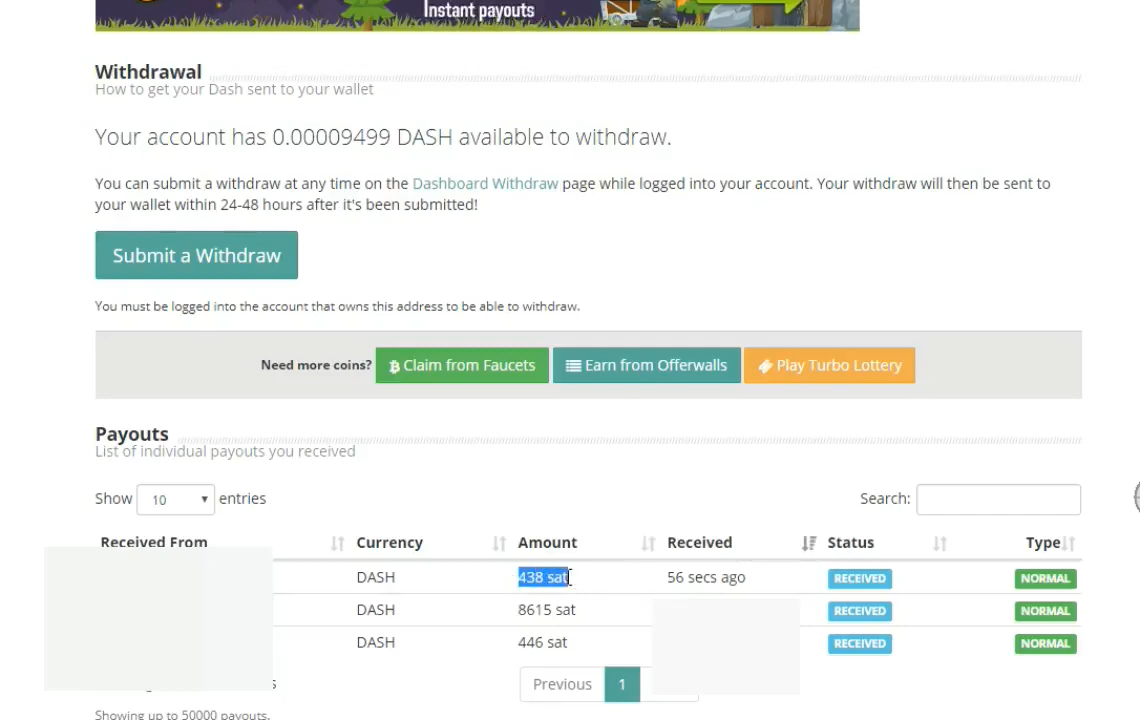 Instant payouts
Withdrawal
How to get your Dash sent to your wallet
Your account has 0.00009499 DASH available to withdraw.
You can submit a withdraw at any time on the Dashboard Withdraw page while logged into your account. Your withdraw will then be sent to
your wallet within 24-48 hours after it's been submitted!
Submit a Withdraw
You must be logged into the account that owns this address to be able to withdraw.
Need more coins? Claim from Faucets Earn from Offerwalls Play Turbo Lottery
Payouts
List of individual payouts you received
Show 10 entries Search:
Received From Currency Amount Received Status Type
DASH 438 sat 56 secs ago RECEIVED NORMAL
DASH 8615 sat RECEIVED NORMAL
DASH 446 sat RECEIVED NORMAL
Previous 1
Showing up to 50000 payouts.